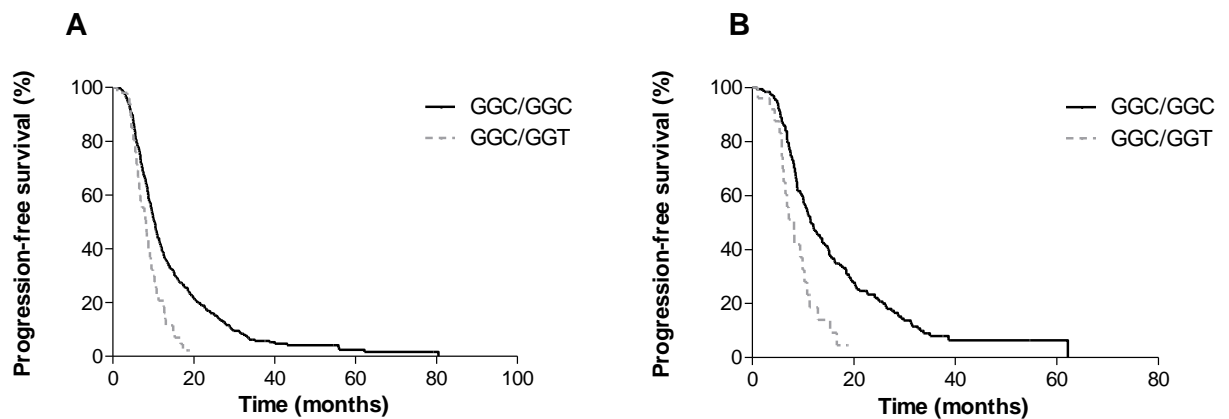 A
Progression-free survival (%)
100
80
60
40
20
0
0 20 40 60 80 100
Time (months)
GGC/GGC
GGC/GGT
B
Progression-free survival (%)
100
80
60
40
20
0
0 20 40 60 80
Time (months)
GGC/GGC
GGC/GGT